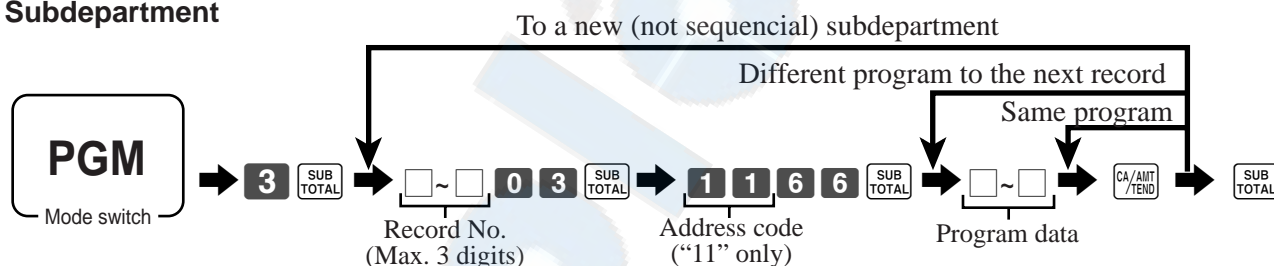 Subdepartment
To a new (not sequencial) subdepartment
Different program to the next record
Same program
PGM
Mode switch
3 SUB TOTAL □~□ 0 3 SUB TOTAL 1 1 6 6 SUB TOTAL □~□ CA/AMT TEND SUB TOTAL
Record No. (Max. 3 digits)
Address code (“11” only)
Program data